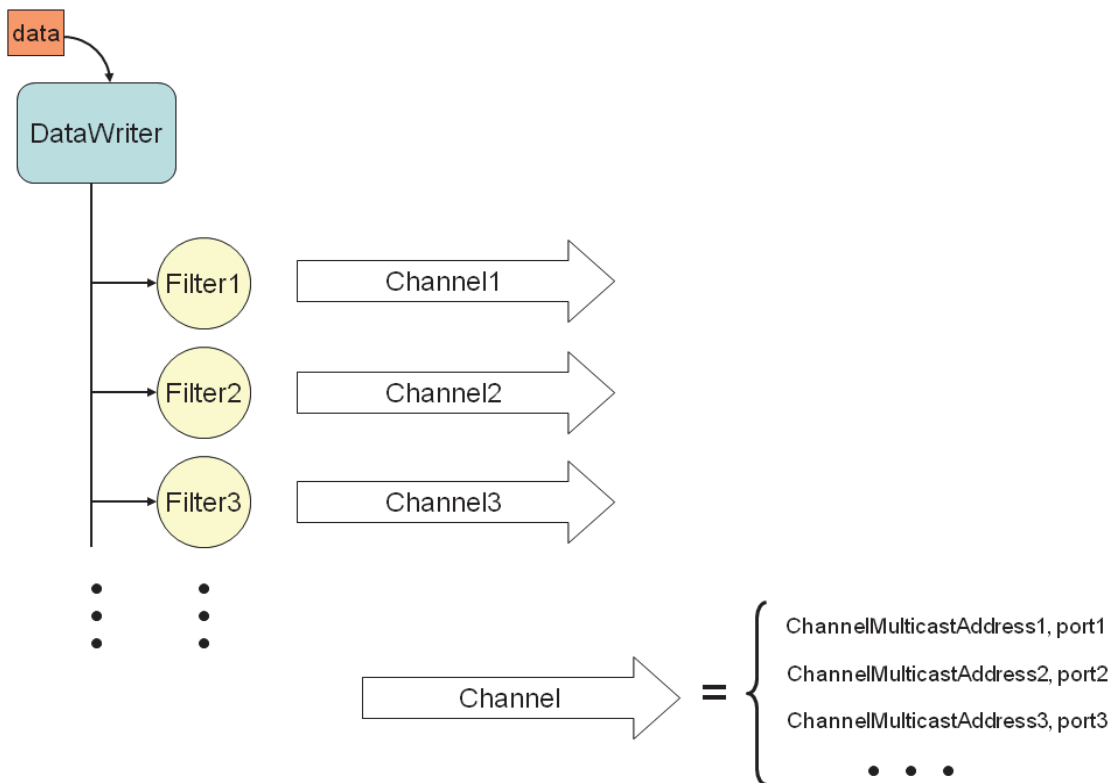 data
DataWriter
Filter1
Channel1
Filter2
Channel2
Filter3
Channel3
Channel
=
ChannelMulticastAddress1, port1
ChannelMulticastAddress2, port2
ChannelMulticastAddress3, port3